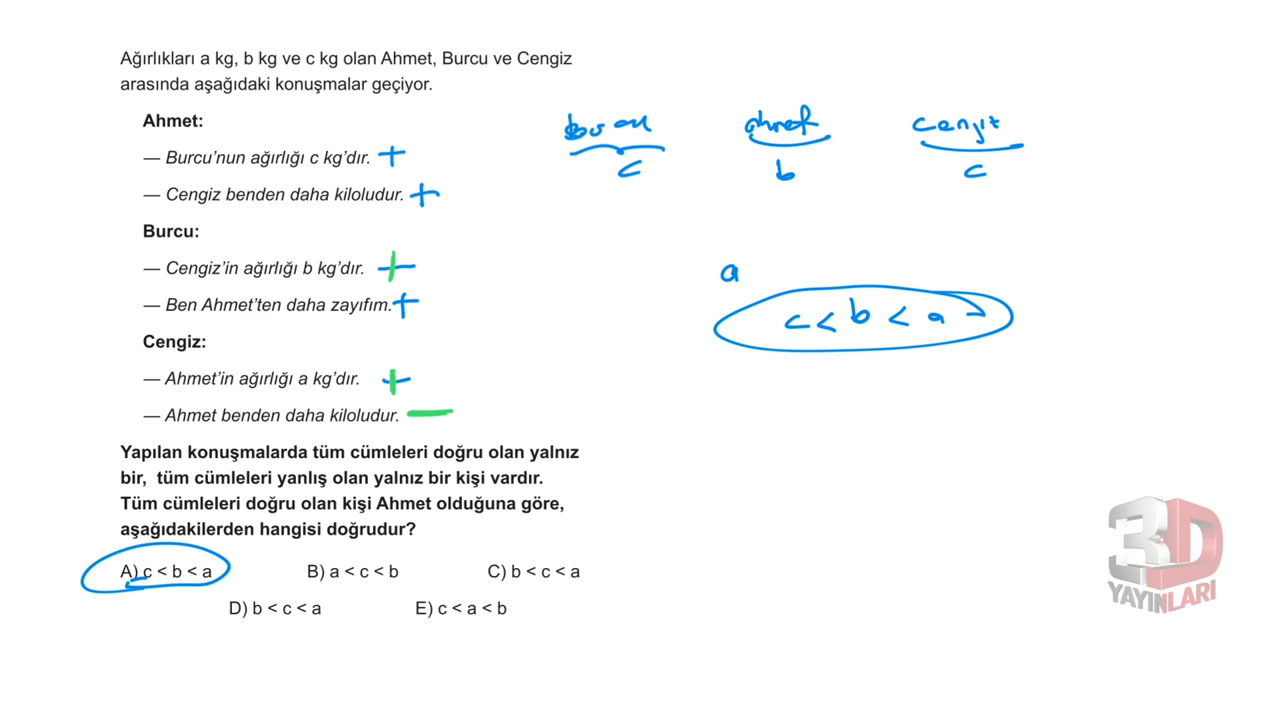 Ağırlıkları a kg, b kg ve c kg olan Ahmet, Burcu ve Cengiz
arasında aşağıdaki konuşmalar geçiyor.
Ahmet:
— Burcu'nun ağırlığı c kg'dır. +
— Cengiz benden daha kiloludur. +
Burcu:
— Cengiz'in ağırlığı b kg'dır. +
— Ben Ahmet'ten daha zayıfım. +
Cengiz:
— Ahmet'in ağırlığı a kg'dır. +
— Ahmet benden daha kiloludur. —
Yapılan konuşmalarda tüm cümleleri doğru olan yalnız
bir, tüm cümleleri yanlış olan yalnız bir kişi vardır.
Tüm cümleleri doğru olan kişi Ahmet olduğuna göre,
aşağıdakilerden hangisi doğrudur?
A) c < b < a B) a < c < b C) b < c < a
D) b < c < a E) c < a < b
ahmet cengiz
c b c
a
c < b < a
3D
YAYINLARI